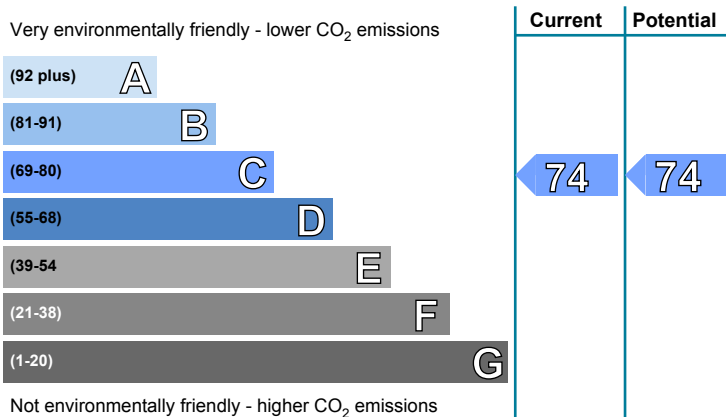 Very environmentally friendly - lower CO2 emissions
Current
Potential
(92 plus) A
(81-91) B
(69-80) C
74
74
(55-68) D
(39-54 E
(21-38) F
(1-20) G
Not environmentally friendly - higher CO2 emissions